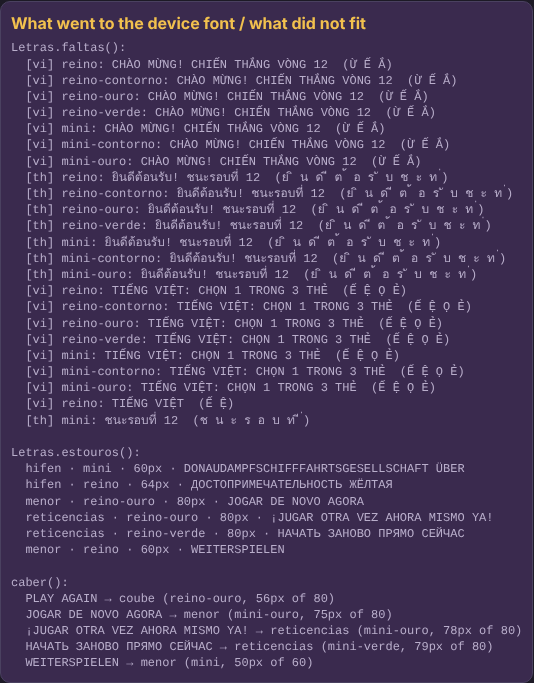 What went to the device font / what did not fit
Letras.faltas():
[vi] reino: CHÀO MỪNG! CHIẾN THẮNG VÒNG 12 (Ừ Ế Ắ)
[vi] reino-contorno: CHÀO MỪNG! CHIẾN THẮNG VÒNG 12 (Ừ Ế Ắ)
[vi] reino-ouro: CHÀO MỪNG! CHIẾN THẮNG VÒNG 12 (Ừ Ế Ắ)
[vi] reino-verde: CHÀO MỪNG! CHIẾN THẮNG VÒNG 12 (Ừ Ế Ắ)
[vi] mini: CHÀO MỪNG! CHIẾN THẮNG VÒNG 12 (Ừ Ế Ắ)
[vi] mini-contorno: CHÀO MỪNG! CHIẾN THẮNG VÒNG 12 (Ừ Ế Ắ)
[vi] mini-ouro: CHÀO MỪNG! CHIẾN THẮNG VÒNG 12 (Ừ Ế Ắ)
[th] reino: ยินดีต้อนรับ! ชนะรอบที่ 12 (ย ิ น ด ี ต ้ อ ร ั บ ช ะ ท ่)
[th] reino-contorno: ยินดีต้อนรับ! ชนะรอบที่ 12 (ย ิ น ด ี ต ้ อ ร ั บ ช ะ ท ่)
[th] reino-ouro: ยินดีต้อนรับ! ชนะรอบที่ 12 (ย ิ น ด ี ต ้ อ ร ั บ ช ะ ท ่)
[th] reino-verde: ยินดีต้อนรับ! ชนะรอบที่ 12 (ย ิ น ด ี ต ้ อ ร ั บ ช ะ ท ่)
[th] mini: ยินดีต้อนรับ! ชนะรอบที่ 12 (ย ิ น ด ี ต ้ อ ร ั บ ช ะ ท ่)
[th] mini-contorno: ยินดีต้อนรับ! ชนะรอบที่ 12 (ย ิ น ด ี ต ้ อ ร ั บ ช ะ ท ่)
[th] mini-ouro: ยินดีต้อนรับ! ชนะรอบที่ 12 (ย ิ น ด ี ต ้ อ ร ั บ ช ะ ท ่)
[vi] reino: TIẾNG VIỆT: CHỌN 1 TRONG 3 THẺ (Ế Ệ Ọ Ẻ)
[vi] reino-contorno: TIẾNG VIỆT: CHỌN 1 TRONG 3 THẺ (Ế Ệ Ọ Ẻ)
[vi] reino-ouro: TIẾNG VIỆT: CHỌN 1 TRONG 3 THẺ (Ế Ệ Ọ Ẻ)
[vi] reino-verde: TIẾNG VIỆT: CHỌN 1 TRONG 3 THẺ (Ế Ệ Ọ Ẻ)
[vi] mini: TIẾNG VIỆT: CHỌN 1 TRONG 3 THẺ (Ế Ệ Ọ Ẻ)
[vi] mini-contorno: TIẾNG VIỆT: CHỌN 1 TRONG 3 THẺ (Ế Ệ Ọ Ẻ)
[vi] mini-ouro: TIẾNG VIỆT: CHỌN 1 TRONG 3 THẺ (Ế Ệ Ọ Ẻ)
[vi] reino: TIẾNG VIỆT (Ế Ệ)
[th] mini: ชนะรอบที่ 12 (ช น ะ ร อ บ ท ี ่)
Letras.estouros():
hifen · mini · 60px · DONAUDAMPFSCHIFFFAHRTSGESELLSCHAFT ÜBER
hifen · reino · 64px · ДОСТОПРИМЕЧАТЕЛЬНОСТЬ ЖЁЛТАЯ
menor · reino-ouro · 80px · JOGAR DE NOVO AGORA
reticencias · reino-ouro · 80px · ¡JUGAR OTRA VEZ AHORA MISMO YA!
reticencias · reino-verde · 80px · НАЧАТЬ ЗАНОВО ПРЯМО СЕЙЧАС
menor · reino · 60px · WEITERSPIELEN
caber():
PLAY AGAIN → coube (reino-ouro, 56px of 80)
JOGAR DE NOVO AGORA → menor (mini-ouro, 75px of 80)
¡JUGAR OTRA VEZ AHORA MISMO YA! → reticencias (mini-ouro, 78px of 80)
НАЧАТЬ ЗАНОВО ПРЯМО СЕЙЧАС → reticencias (mini-verde, 79px of 80)
WEITERSPIELEN → menor (mini, 50px of 60)